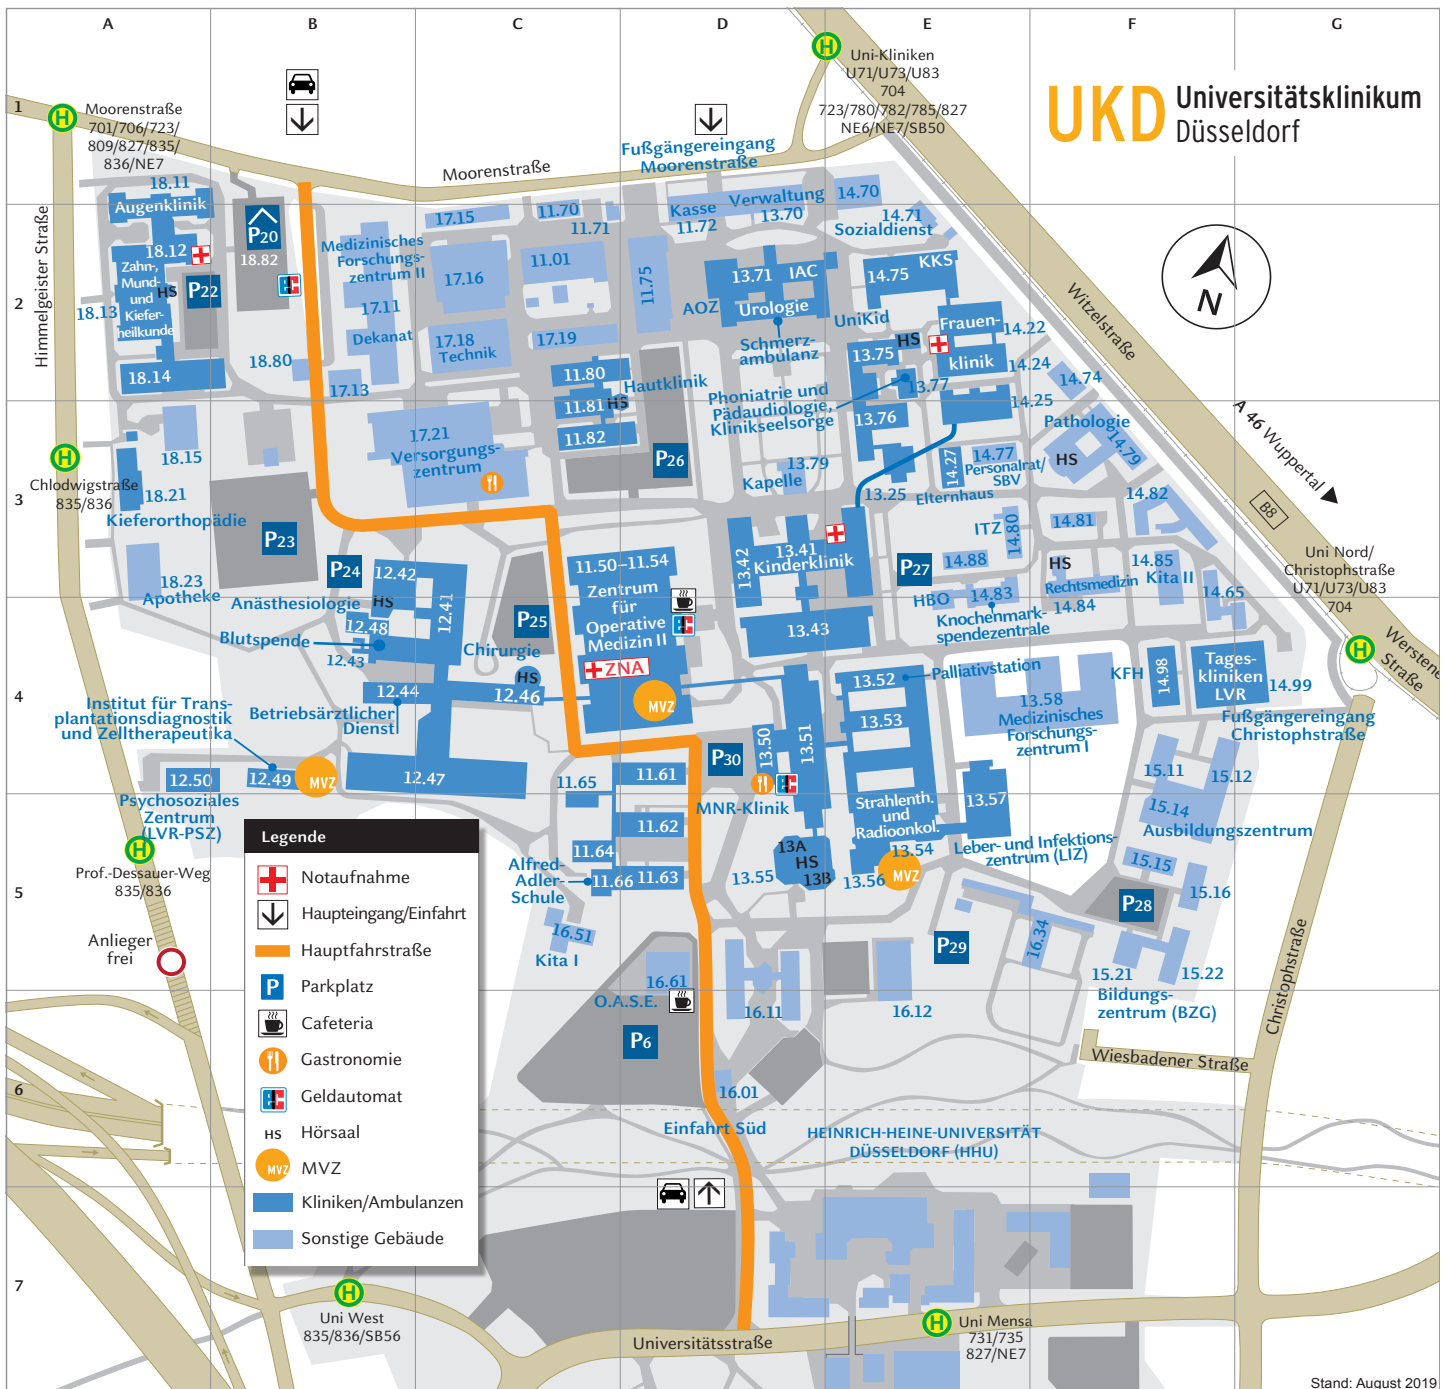 A B C D E F G
1
2
3
4
5
6
7
UKD Universitätsklinikum
Düsseldorf
H
Moorenstraße
701/706/723/
809/827/835/
836/NE7
H
Uni-Kliniken
U71/U73/U83
704
723/780/782/785/827
NE6/NE7/SB50
Fußgängereingang
Moorenstraße
Moorenstraße
Himmelgeister Straße
Witzelstraße
A 46 Wuppertal
B8
N
18.11
Augenklinik
18.12
Zahn-,
Mund-
und
Kiefer-
heilkunde
HS
P22
18.13
18.14
P20
18.82
18.80
Medizinisches
Forschungs-
zentrum II
17.11
Dekanat
17.13
17.15
17.16
17.18
Technik
11.70
11.71
11.01
17.19
11.75
Kasse
11.72
Verwaltung
13.70
14.70
14.71
Sozialdienst
13.71
IAC
AOZ
Urologie
Schmerz-
ambulanz
14.75
KKS
UniKid
HS
13.75
Frauen-
klinik
14.22
14.24
14.25
14.74
13.77
Phoniatrie und
Pädaudiologie,
Klinikseelsorge
13.76
11.80
11.81
HS
11.82
Hautklinik
P26
17.21
Versorgungs-
zentrum
H
Chlodwigstraße
835/836
18.15
18.21
Kieferorthopädie
18.23
Apotheke
P23
P24
13.79
Kapelle
13.25
14.27
14.77
Personalrat/
SBV
Elternhaus
Pathologie
HS
14.79
14.82
ITZ
14.80
14.81
14.88
HS
Rechtsmedizin
14.84
14.85
Kita II
14.65
HBO
14.83
Knochenmark-
spendezentrale
P27
13.42
13.41
Kinderklinik
13.43
Uni Nord/
Christophstraße
U71/U73/U83
704
H
Werstener
Straße
11.50–11.54
Zentrum
für
Operative
Medizin II
ZNA
MVZ
P25
Chirurgie
HS
12.46
12.42
HS
Anästhesiologie
12.41
12.48
Blutspende
12.43
12.44
Betriebsärztlicher
Dienst
Institut für Trans-
plantationsdiagnostik
und Zelltherapeutika
12.50
12.49
MVZ
12.47
Psychosoziales
Zentrum
(LVR-PSZ)
13.52
Palliativstation
13.53
13.58
Medizinisches
Forschungs-
zentrum I
KFH
14.98
Tages-
kliniken
LVR
14.99
Fußgängereingang
Christophstraße
P30
13.50
13.51
MNR-Klinik
11.65
11.61
11.62
11.64
11.66
11.63
Alfred-
Adler-
Schule
Strahlenth.
und
Radioonkol.
13.54
13.57
13A
HS
13B
13.55
13.56
MVZ
Leber- und Infektions-
zentrum (LIZ)
15.11
15.12
15.14
Ausbildungszentrum
15.15
15.16
P28
15.21
15.22
Bildungs-
zentrum (BZG)
16.34
P29
16.51
Kita I
16.61
O.A.S.E.
P6
16.11
16.12
16.01
Einfahrt Süd
HEINRICH-HEINE-UNIVERSITÄT
DÜSSELDORF (HHU)
Wiesbadener Straße
Christophstraße
H
Prof.-Dessauer-Weg
835/836
Anlieger
frei
Legende
Notaufnahme
Haupteingang/Einfahrt
Hauptfahrstraße
P Parkplatz
Cafeteria
Gastronomie
Geldautomat
HS Hörsaal
MVZ MVZ
Kliniken/Ambulanzen
Sonstige Gebäude
H
Uni West
835/836/SB56
Universitätsstraße
H
Uni Mensa
731/735
827/NE7
Stand: August 2019